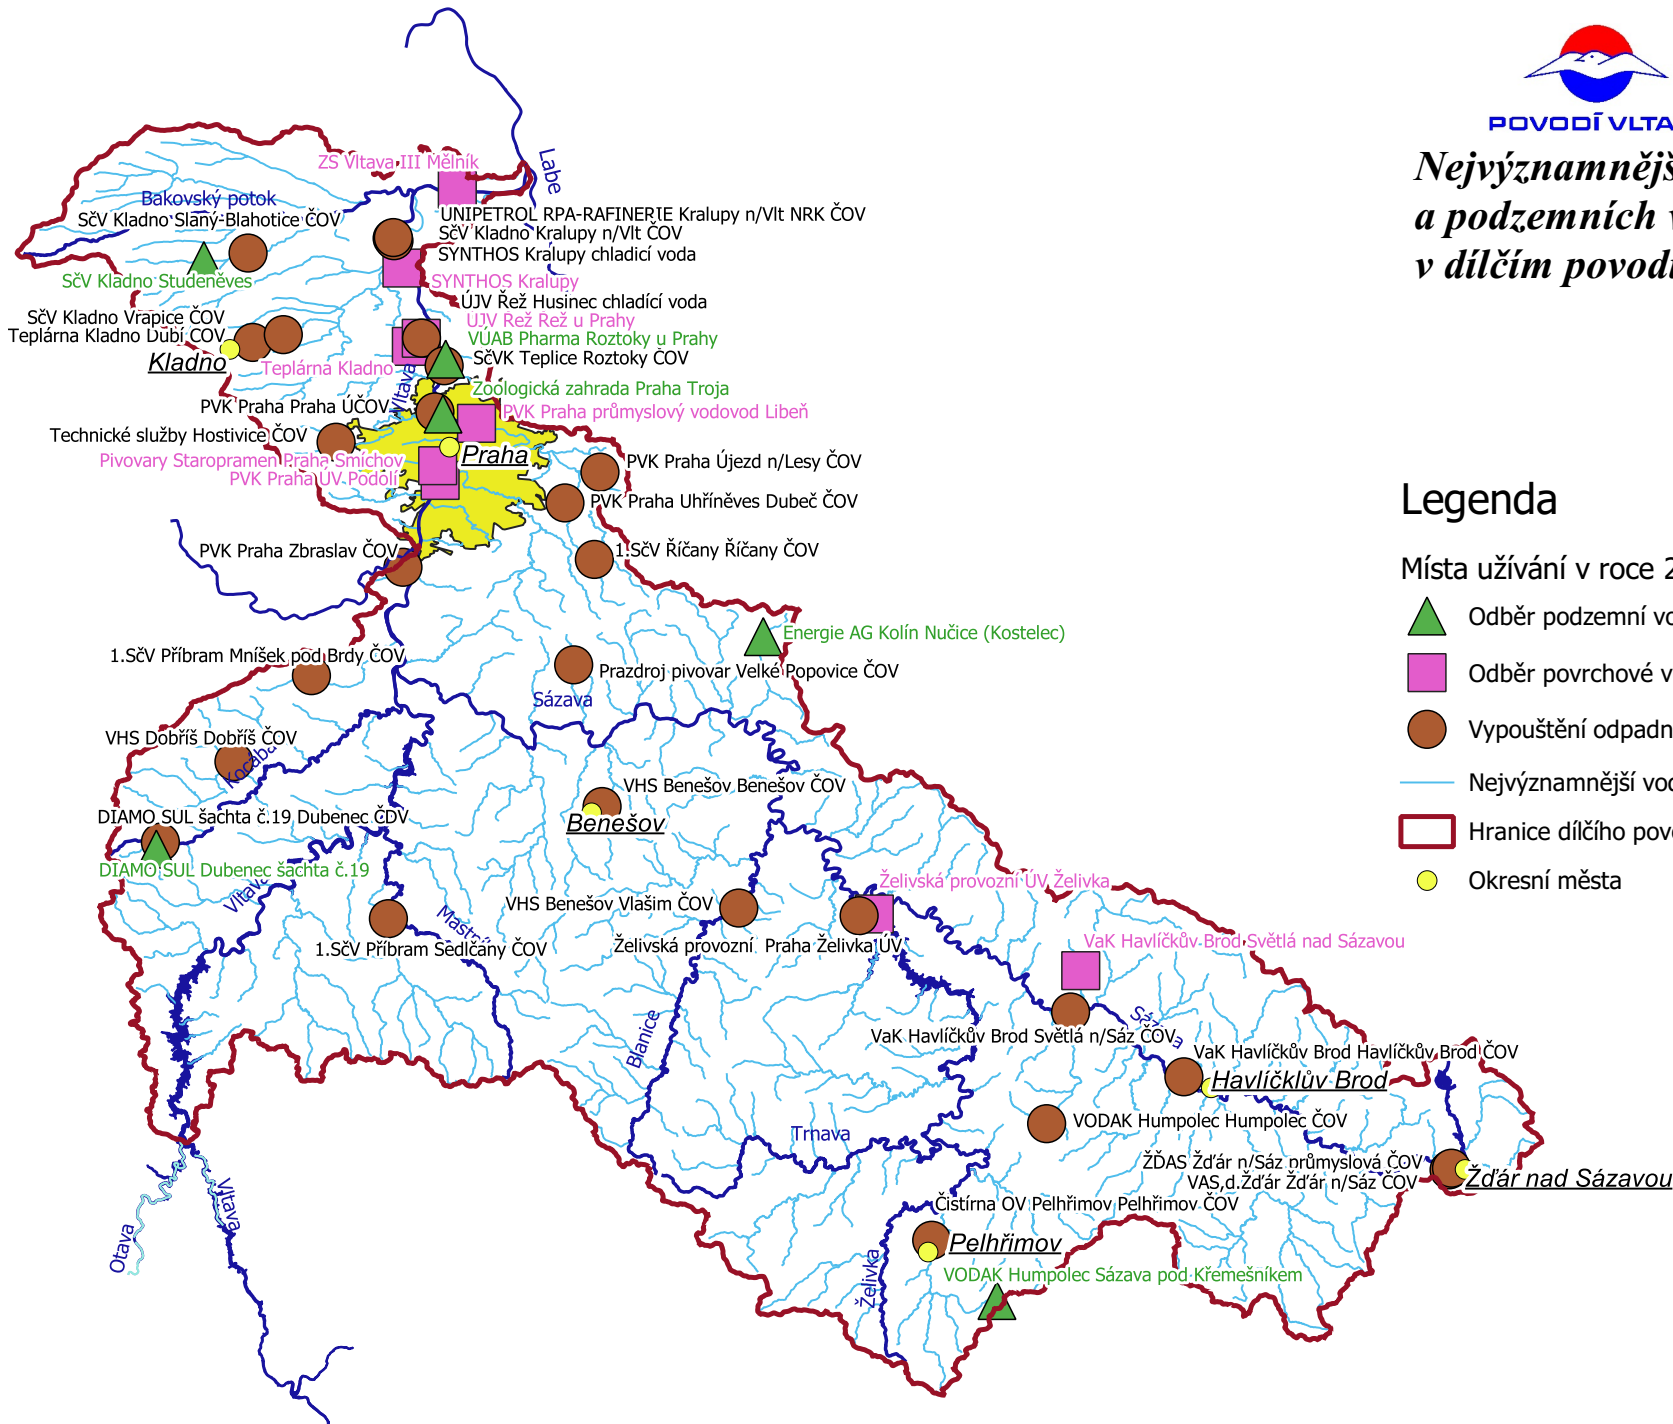 POVODÍ VLTA
Nejvýznamnějš
a podzemních v
v dílčím povodí
Labe
ZS Vltava III Mělník
Bakovský potok
SčV Kladno Slaný-Blahotice ČOV
UNIPETROL RPA-RAFINERIE Kralupy n/Vlt NRK ČOV
SčV Kladno Kralupy n/Vlt ČOV
SYNTHOS Kralupy chladicí voda
SčV Kladno Studeněves
SYNTHOS Kralupy
ÚJV Řež Husinec chladící voda
SčV Kladno Vrapice ČOV
ÚJV Řež Řež u Prahy
Teplárna Kladno Dubí ČOV
VÚAB Pharma Roztoky u Prahy
Kladno
SčVK Teplice Roztoky ČOV
Teplárna Kladno
Vltava
Zoologická zahrada Praha Troja
PVK Praha Praha ÚČOV
PVK Praha průmyslový vodovod Libeň
Technické služby Hostivice ČOV
Praha
Pivovary Staropramen Praha Smíchov
PVK Praha Újezd n/Lesy ČOV
PVK Praha ÚV Podolí
PVK Praha Uhříněves Dubeč ČOV
PVK Praha Zbraslav ČOV
1.SčV Říčany Říčany ČOV
Energie AG Kolín Nučice (Kostelec)
1.SčV Příbram Mníšek pod Brdy ČOV
Prazdroj pivovar Velké Popovice ČOV
Sázava
VHS Dobříš Dobříš ČOV
Kocába
VHS Benešov Benešov ČOV
Benešov
DIAMO SUL šachta č.19 Dubenec ČDV
DIAMO SUL Dubenec šachta č.19
Vltava
Želivská provozní ÚV Želivka
VHS Benešov Vlašim ČOV
Mastník
1.SčV Příbram Sedlčany ČOV
Želivská provozní  Praha Želivka ÚV
VaK Havlíčkův Brod Světlá nad Sázavou
Blanice
Sázava
VaK Havlíčkův Brod Světlá n/Sáz ČOV
VaK Havlíčkův Brod Havlíčkův Brod ČOV
Havlíčklův Brod
VODAK Humpolec Humpolec ČOV
Trnava
ŽĎAS Žďár n/Sáz průmyslová ČOV
VAS,d.Žďár Žďár n/Sáz ČOV
Žďár nad Sázavou
Čistírna OV Pelhřimov Pelhřimov ČOV
Pelhřimov
Želivka
VODAK Humpolec Sázava pod Křemešníkem
Otava
Vltava
Legenda
Místa užívání v roce 2
Odběr podzemní vo
Odběr povrchové v
Vypouštění odpadn
Nejvýznamnější vod
Hranice dílčího pov
Okresní města